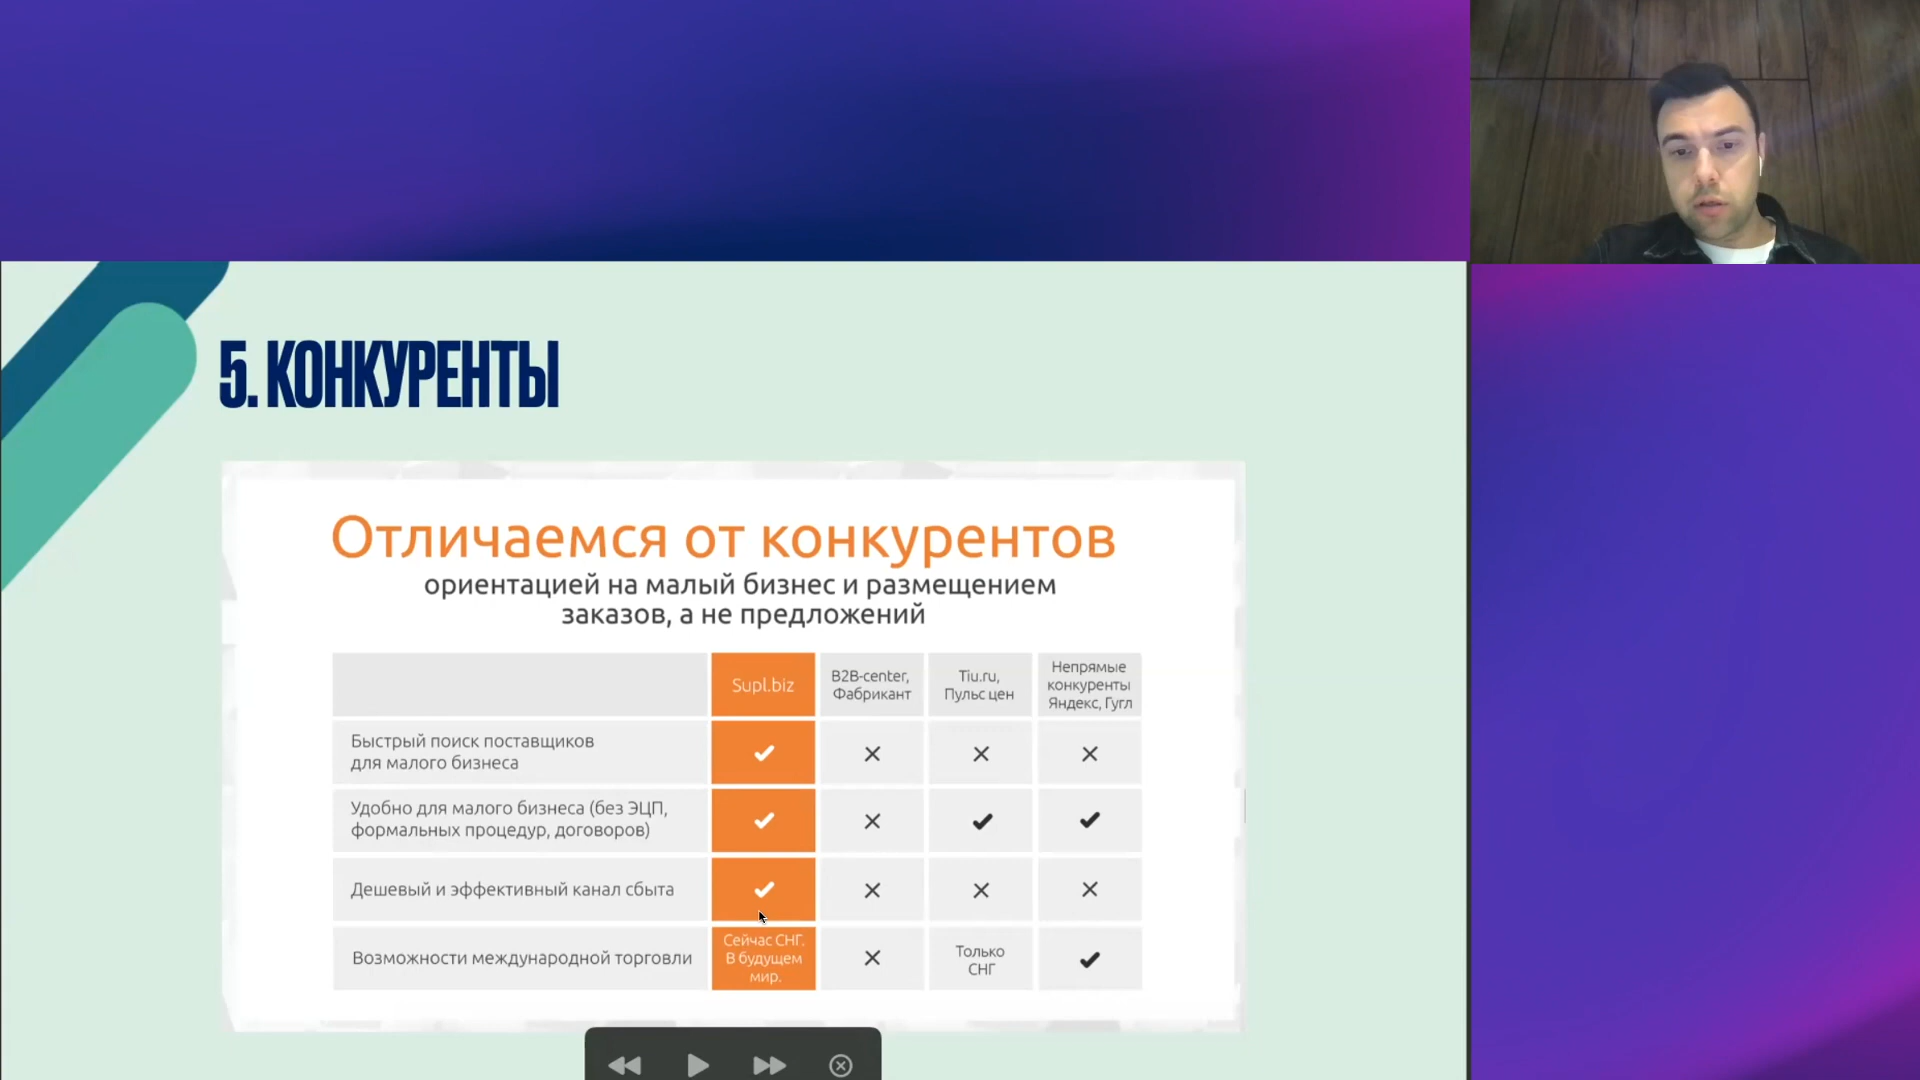 5. КОНКУРЕНТЫ
Отличаемся от конкурентов
ориентацией на малый бизнес и размещением
заказов, а не предложений
Supl.biz
B2B-center,
Фабрикант
Tiu.ru,
Пульс цен
Непрямые
конкуренты
Яндекс, Гугл
Быстрый поиск поставщиков
для малого бизнеса
Удобно для малого бизнеса (без ЭЦП,
формальных процедур, договоров)
Дешевый и эффективный канал сбыта
Возможности международной торговли
Сейчас СНГ.
В будущем
мир.
Только
СНГ